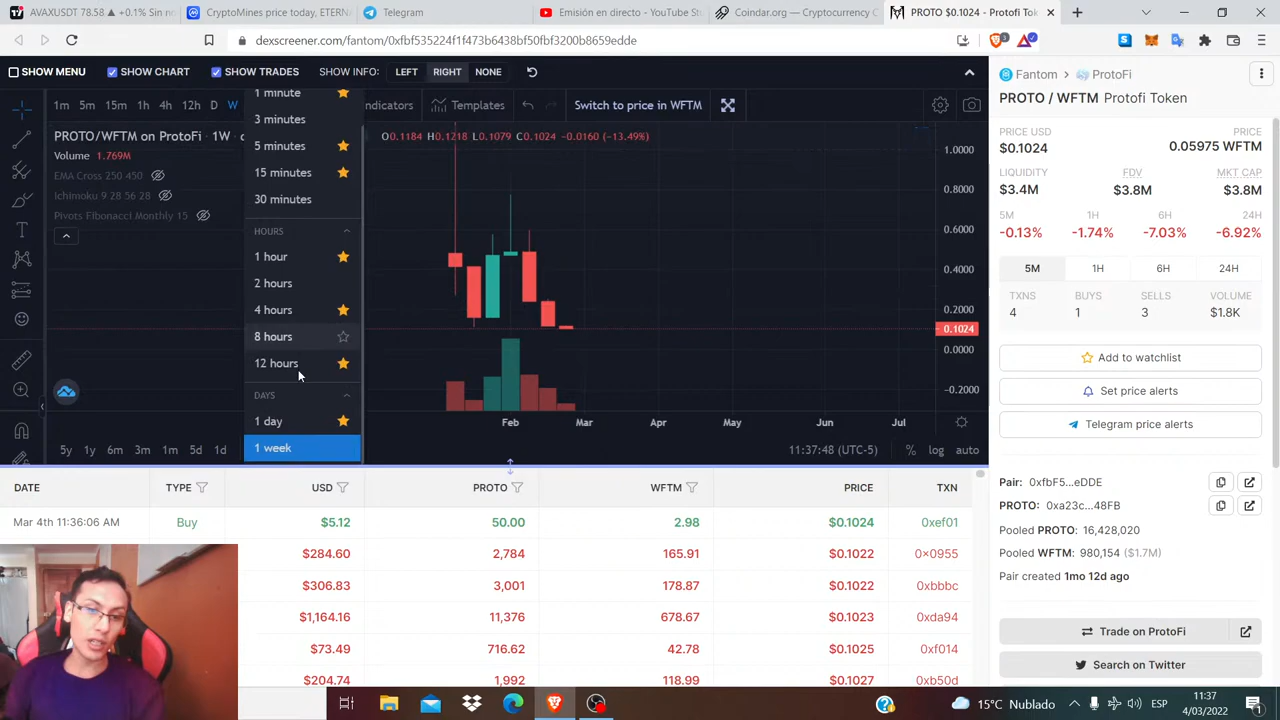 AVAXUSDT 78.58 ▲ +0.1% Sin n
CryptoMines price today, ETERN
Telegram
Emisión en directo - YouTube Stu
Coindar.org — Cryptocurrency C
PROTO $0.1024 - Protofi Tok
dexscreener.com/fantom/0xfbf535224f1f473b6438bf50fbf3200b8659edde
SHOW MENU
SHOW CHART
SHOW TRADES
SHOW INFO:
LEFT
RIGHT
NONE
1m 5m 15m 1h 4h 12h D W
ndicators
Templates
Switch to price in WFTM
PROTO/WFTM on ProtoFi · 1W
O0.1184 H0.1218 L0.1079 C0.1024 -0.0160 (-13.49%)
Volume 1.769M
EMA Cross 250 450
Ichimoku 9 28 56 28
Pivots Fibonacci Monthly 15
1 minute
3 minutes
5 minutes
15 minutes
30 minutes
HOURS
1 hour
2 hours
4 hours
8 hours
12 hours
DAYS
1 day
1 week
1.0000
0.8000
0.6000
0.4000
0.2000
0.1024
0.0000
-0.2000
Feb Mar Apr May Jun Jul
5y 1y 6m 3m 1m 5d 1d
11:37:48 (UTC-5)
% log auto
DATE TYPE USD PROTO WFTM PRICE TXN
Mar 4th 11:36:06 AM Buy $5.12 50.00 2.98 $0.1024 0xef01
$284.60 2,784 165.91 $0.1022 0x0955
$306.83 3,001 178.87 $0.1022 0xbbbc
$1,164.16 11,376 678.67 $0.1023 0xda94
$73.49 716.62 42.78 $0.1025 0xf014
$204.74 1,992 118.99 $0.1027 0xb50d
Fantom > ProtoFi
PROTO / WFTM Protofi Token
PRICE USD PRICE
$0.1024 0.05975 WFTM
LIQUIDITY FDV MKT CAP
$3.4M $3.8M $3.8M
5M 1H 6H 24H
-0.13% -1.74% -7.03% -6.92%
5M 1H 6H 24H
TXNS BUYS SELLS VOLUME
4 1 3 $1.8K
Add to watchlist
Set price alerts
Telegram price alerts
Pair: 0xfbF5...eDDE
PROTO: 0xa23c...48FB
Pooled PROTO: 16,428,020
Pooled WFTM: 980,154 ($1.7M)
Pair created 1mo 12d ago
Trade on ProtoFi
Search on Twitter
15°C Nublado
ESP
11:37
4/03/2022